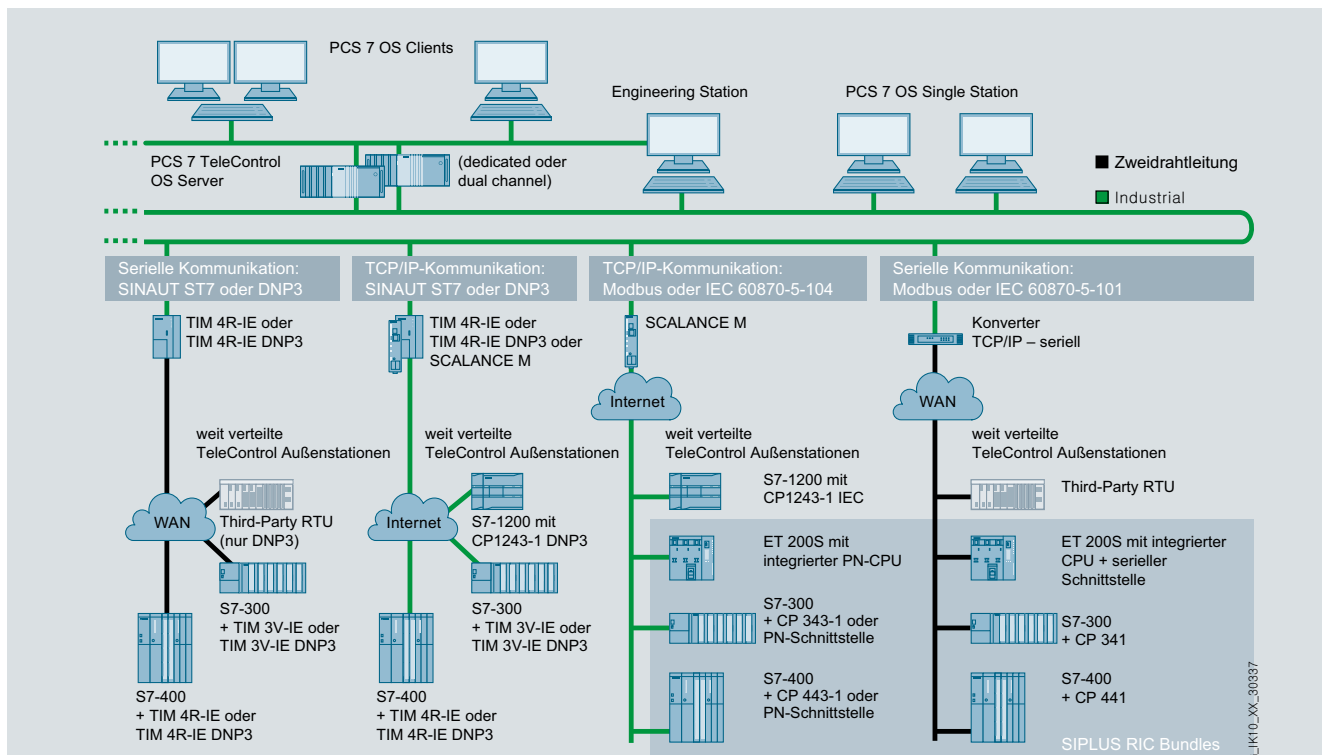 PCS 7 OS Clients
Engineering Station
PCS 7 OS Single Station
PCS 7 TeleControl
OS Server
(dedicated oder
dual channel)
Zweidrahtleitung
Industrial
Serielle Kommunikation:
SINAUT ST7 oder DNP3
TCP/IP-Kommunikation:
SINAUT ST7 oder DNP3
TCP/IP-Kommunikation:
Modbus oder IEC 60870-5-104
Serielle Kommunikation:
Modbus oder IEC 60870-5-101
TIM 4R-IE oder
TIM 4R-IE DNP3
TIM 4R-IE oder
TIM 4R-IE DNP3 oder
SCALANCE M
SCALANCE M
Konverter
TCP/IP – seriell
Internet
WAN
weit verteilte
TeleControl Außenstationen
weit verteilte
TeleControl Außenstationen
weit verteilte
TeleControl Außenstationen
weit verteilte
TeleControl Außenstationen
WAN
Third-Party RTU
(nur DNP3)
S7-300
+ TIM 3V-IE oder
TIM 3V-IE DNP3
S7-400
+ TIM 4R-IE oder
TIM 4R-IE DNP3
Internet
S7-1200 mit
CP1243-1 DNP3
S7-300
+ TIM 3V-IE oder
TIM 3V-IE DNP3
S7-400
+ TIM 4R-IE oder
TIM 4R-IE DNP3
S7-1200 mit
CP1243-1 IEC
ET 200S mit
integrierter PN-CPU
S7-300
+ CP 343-1 oder
PN-Schnittstelle
S7-400
+ CP 443-1 oder
PN-Schnittstelle
Third-Party RTU
ET 200S mit integrierter
CPU + serieller
Schnittstelle
S7-300
+ CP 341
S7-400
+ CP 441
SIPLUS RIC Bundles
_IK10_XX_30337